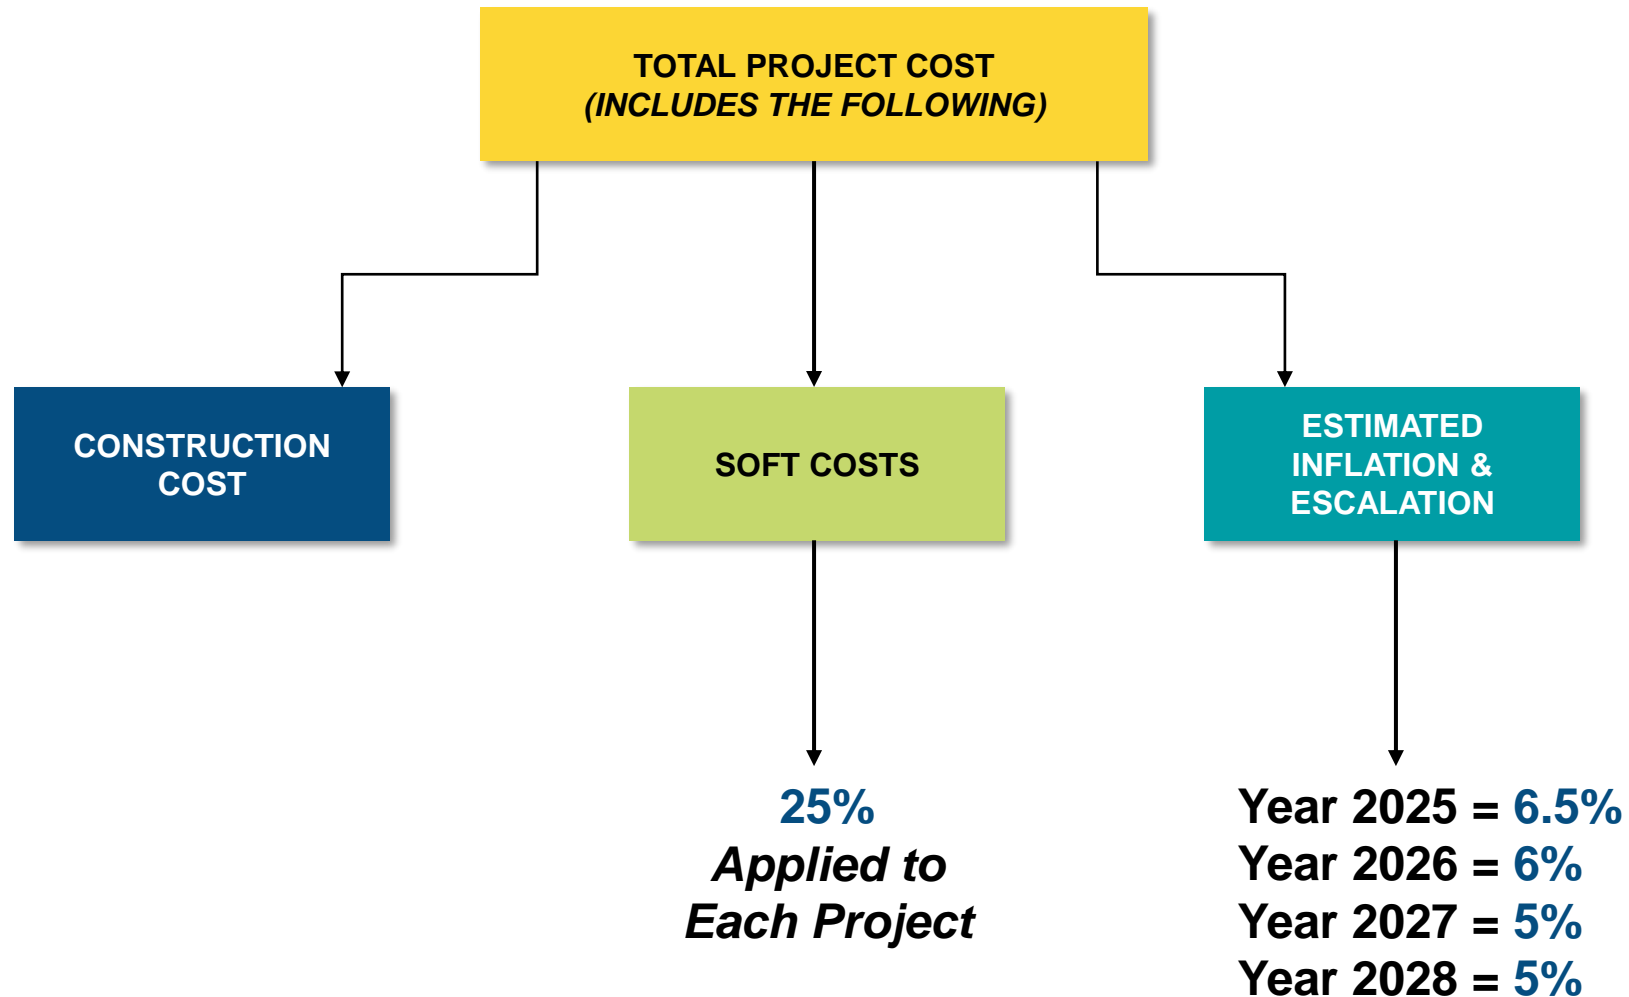 TOTAL PROJECT COST
(INCLUDES THE FOLLOWING)
CONSTRUCTION
COST
SOFT COSTS
ESTIMATED
INFLATION &
ESCALATION
25%
Applied to
Each Project
Year 2025 = 6.5%
Year 2026 = 6%
Year 2027 = 5%
Year 2028 = 5%